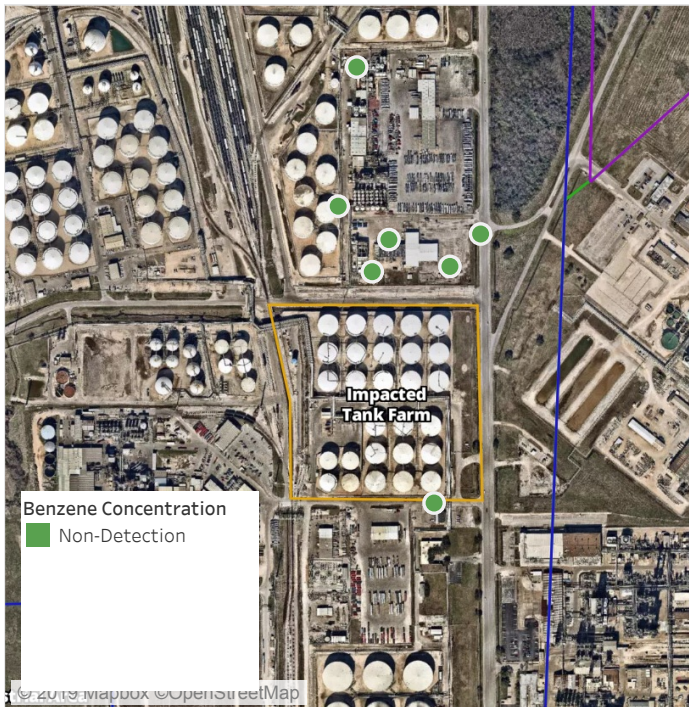 Impacted
Tank Farm
Benzene Concentration
Non-Detection
© 2019 Mapbox ©OpenStreetMap